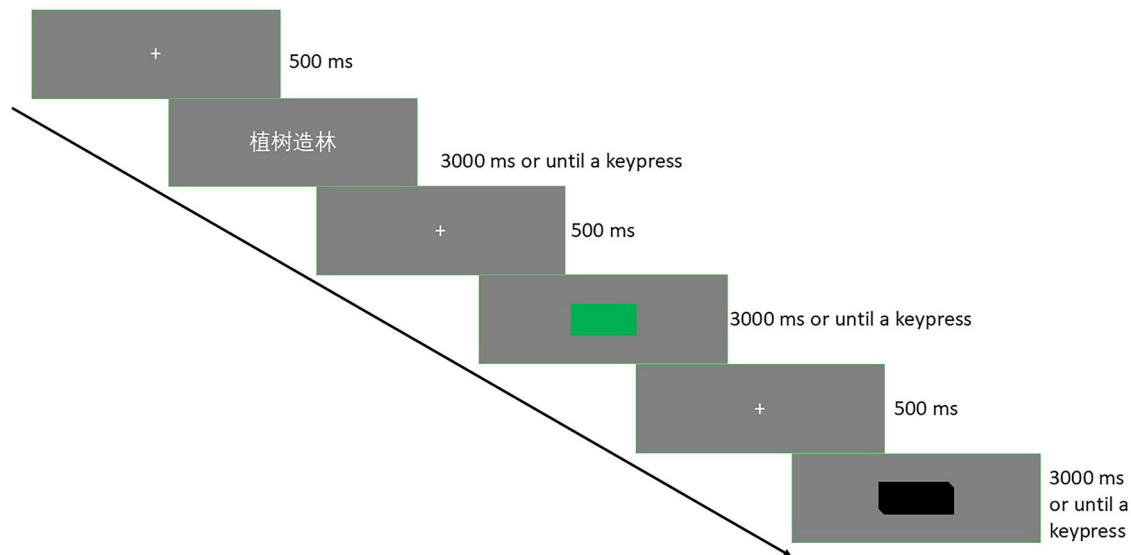 +
500 ms
植树造林
3000 ms or until a keypress
+
500 ms
3000 ms or until a keypress
+
500 ms
3000 ms
or until a
keypress